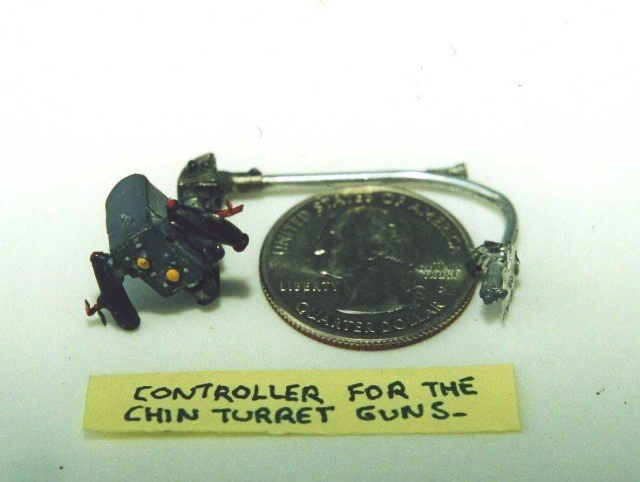 UNITED STATES OF AMERICA
LIBERTY
QUARTER DOLLAR
CONTROLLER FOR THE
CHIN TURRET GUNS-